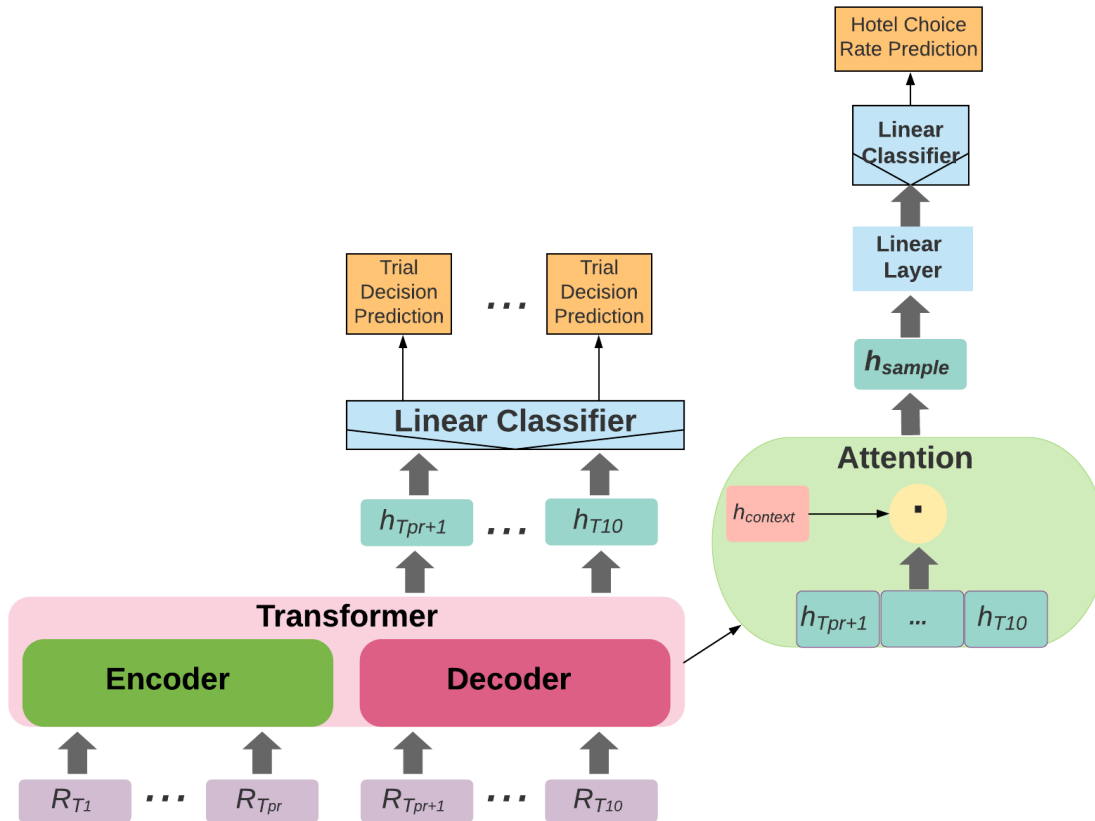 Hotel Choice
Rate Prediction
Linear
Classifier
Linear
Layer
h_sample
Trial
Decision
Prediction
...
Trial
Decision
Prediction
Linear Classifier
h_Tpr+1
...
h_T10
Attention
h_context
·
h_Tpr+1
...
h_T10
Transformer
Encoder
Decoder
R_T1
...
R_Tpr
R_Tpr+1
...
R_T10